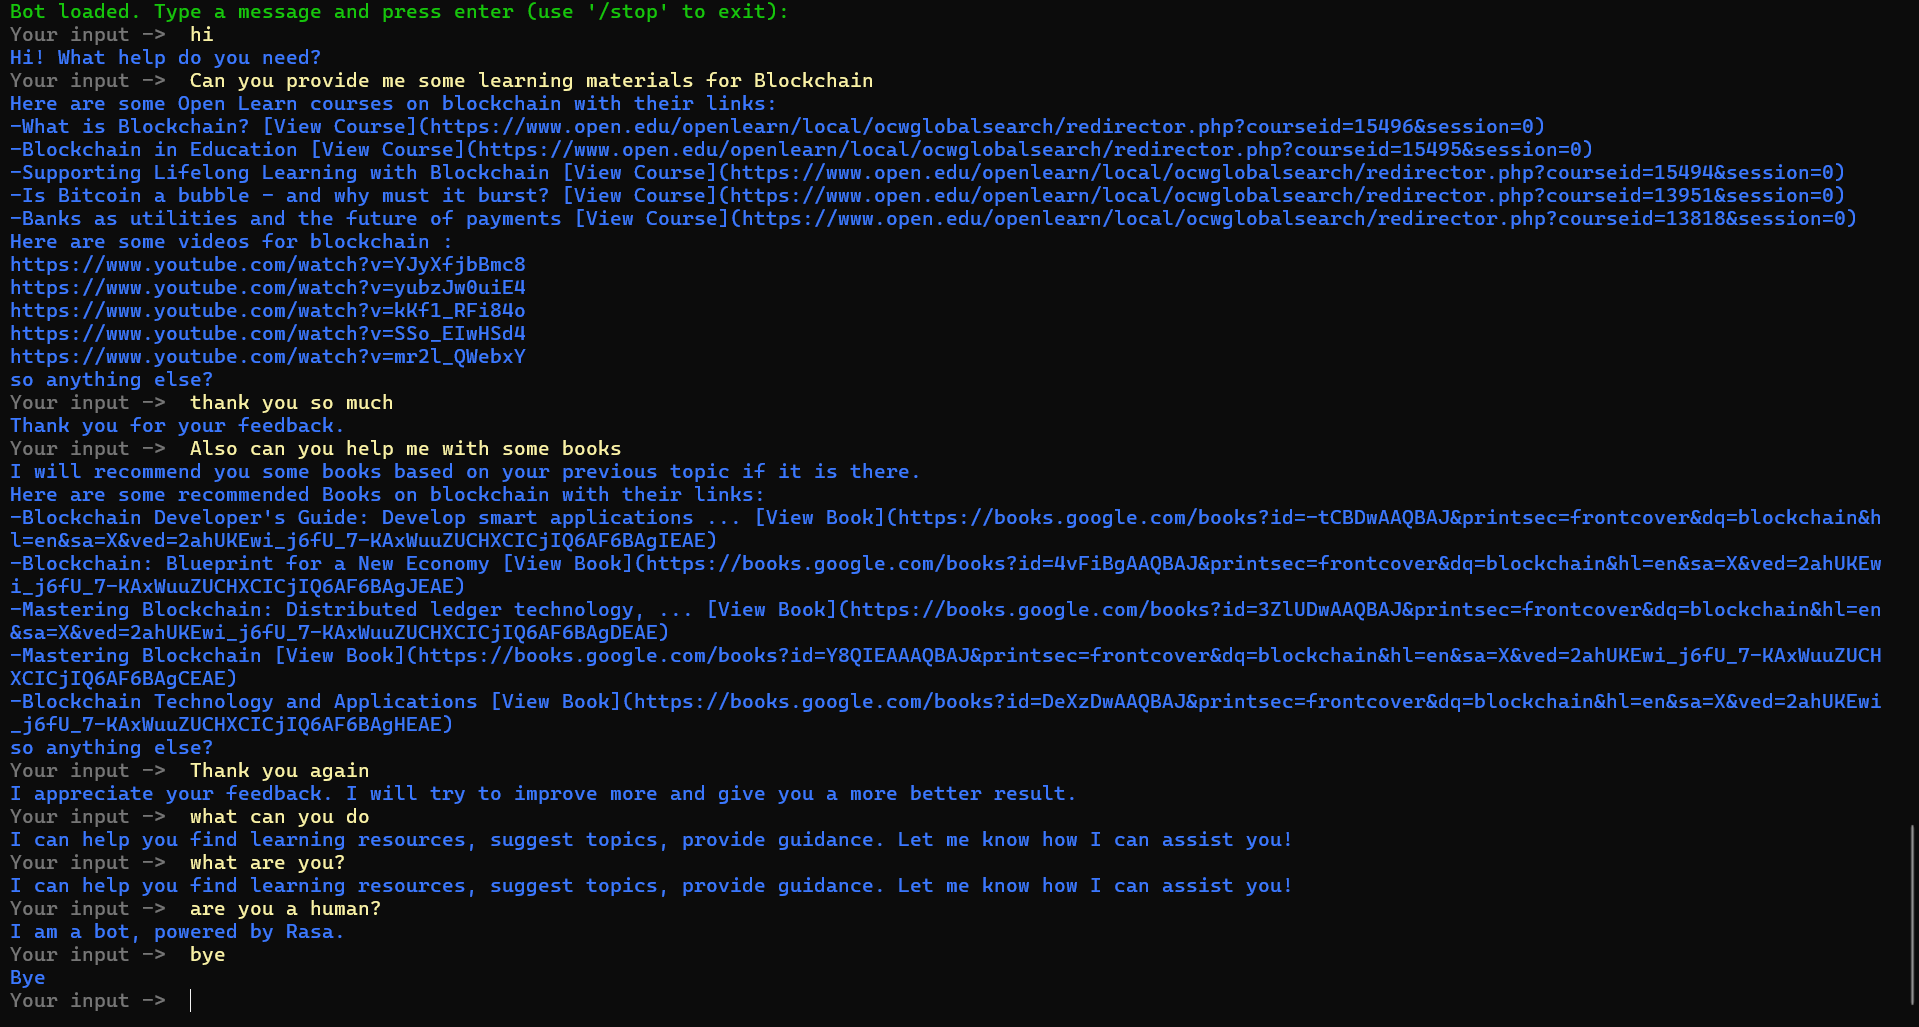 Bot loaded. Type a message and press enter (use '/stop' to exit):
Your input ->  hi
Hi! What help do you need?
Your input ->  Can you provide me some learning materials for Blockchain
Here are some Open Learn courses on blockchain with their links:
-What is Blockchain? [View Course](https://www.open.edu/openlearn/local/ocwglobalsearch/redirector.php?courseid=15496&session=0)
-Blockchain in Education [View Course](https://www.open.edu/openlearn/local/ocwglobalsearch/redirector.php?courseid=15495&session=0)
-Supporting Lifelong Learning with Blockchain [View Course](https://www.open.edu/openlearn/local/ocwglobalsearch/redirector.php?courseid=15494&session=0)
-Is Bitcoin a bubble - and why must it burst? [View Course](https://www.open.edu/openlearn/local/ocwglobalsearch/redirector.php?courseid=13951&session=0)
-Banks as utilities and the future of payments [View Course](https://www.open.edu/openlearn/local/ocwglobalsearch/redirector.php?courseid=13818&session=0)
Here are some videos for blockchain :
https://www.youtube.com/watch?v=YJyXfjbBmc8
https://www.youtube.com/watch?v=yubzJw0uiE4
https://www.youtube.com/watch?v=kKf1_RFi84o
https://www.youtube.com/watch?v=SSo_EIwHSd4
https://www.youtube.com/watch?v=mr2l_QWebxY
so anything else?
Your input ->  thank you so much
Thank you for your feedback.
Your input ->  Also can you help me with some books
I will recommend you some books based on your previous topic if it is there.
Here are some recommended Books on blockchain with their links:
-Blockchain Developer's Guide: Develop smart applications ... [View Book](https://books.google.com/books?id=-tCBDwAAQBAJ&printsec=frontcover&dq=blockchain&h
l=en&sa=X&ved=2ahUKEwi_j6fU_7-KAxWuuZUCHXCICjIQ6AF6BAgIEAE)
-Blockchain: Blueprint for a New Economy [View Book](https://books.google.com/books?id=4vFiBgAAQBAJ&printsec=frontcover&dq=blockchain&hl=en&sa=X&ved=2ahUKEw
i_j6fU_7-KAxWuuZUCHXCICjIQ6AF6BAgJEAE)
-Mastering Blockchain: Distributed ledger technology, ... [View Book](https://books.google.com/books?id=3ZlUDwAAQBAJ&printsec=frontcover&dq=blockchain&hl=en
&sa=X&ved=2ahUKEwi_j6fU_7-KAxWuuZUCHXCICjIQ6AF6BAgDEAE)
-Mastering Blockchain [View Book](https://books.google.com/books?id=Y8QIEAAAQBAJ&printsec=frontcover&dq=blockchain&hl=en&sa=X&ved=2ahUKEwi_j6fU_7-KAxWuuZUCH
XCICjIQ6AF6BAgCEAE)
-Blockchain Technology and Applications [View Book](https://books.google.com/books?id=DeXzDwAAQBAJ&printsec=frontcover&dq=blockchain&hl=en&sa=X&ved=2ahUKEwi
_j6fU_7-KAxWuuZUCHXCICjIQ6AF6BAgHEAE)
so anything else?
Your input ->  Thank you again
I appreciate your feedback. I will try to improve more and give you a more better result.
Your input ->  what can you do
I can help you find learning resources, suggest topics, provide guidance. Let me know how I can assist you!
Your input ->  what are you?
I can help you find learning resources, suggest topics, provide guidance. Let me know how I can assist you!
Your input ->  are you a human?
I am a bot, powered by Rasa.
Your input ->  bye
Bye
Your input ->